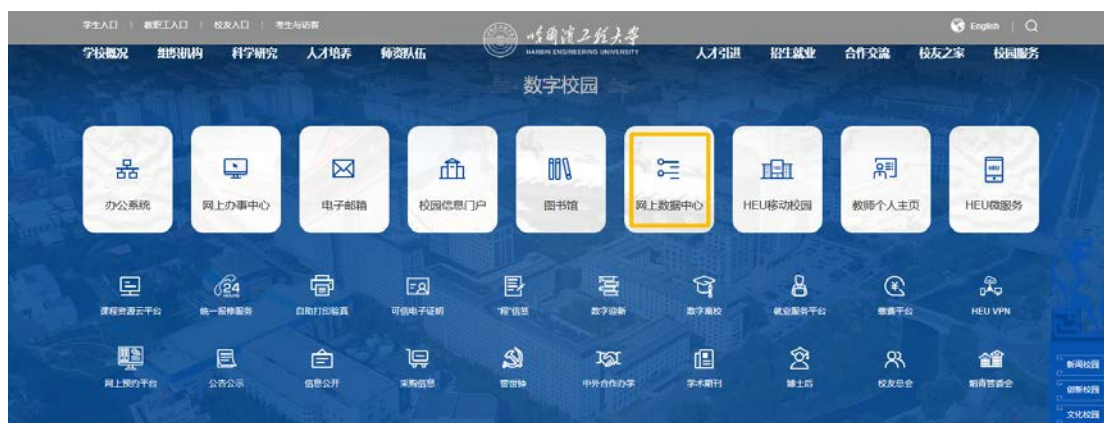 学生入口 | 教职工入口 | 校友入口 | 考生与访客
哈尔滨工程大学
HARBIN ENGINEERING UNIVERSITY
English
学校概况 组织机构 科学研究 人才培养 师资队伍 人才引进 招生就业 合作交流 校友之家 校园服务
数字校园
办公系统 网上办事中心 电子邮箱 校园信息门户 图书馆 网上数据中心 HEU移动校园 教师个人主页 HEU微服务
课程资源云平台 统一报修服务 自助打印验真 可信电子证明 "程"信签 数字迎新 数字离校 就业服务平台 缴费平台 HEU VPN
网上预约平台 公告公示 信息公开 采购信息 警世钟 中外合作办学 学术期刊 博士后 校友总会
新闻校园
创新校园
文化校园